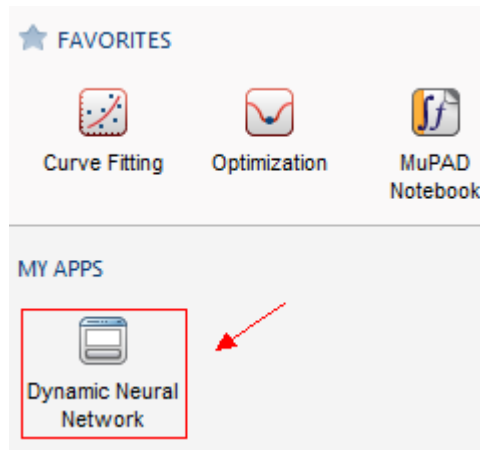 FAVORITES
Curve Fitting
Optimization
MuPAD
Notebook
MY APPS
Dynamic Neural
Network